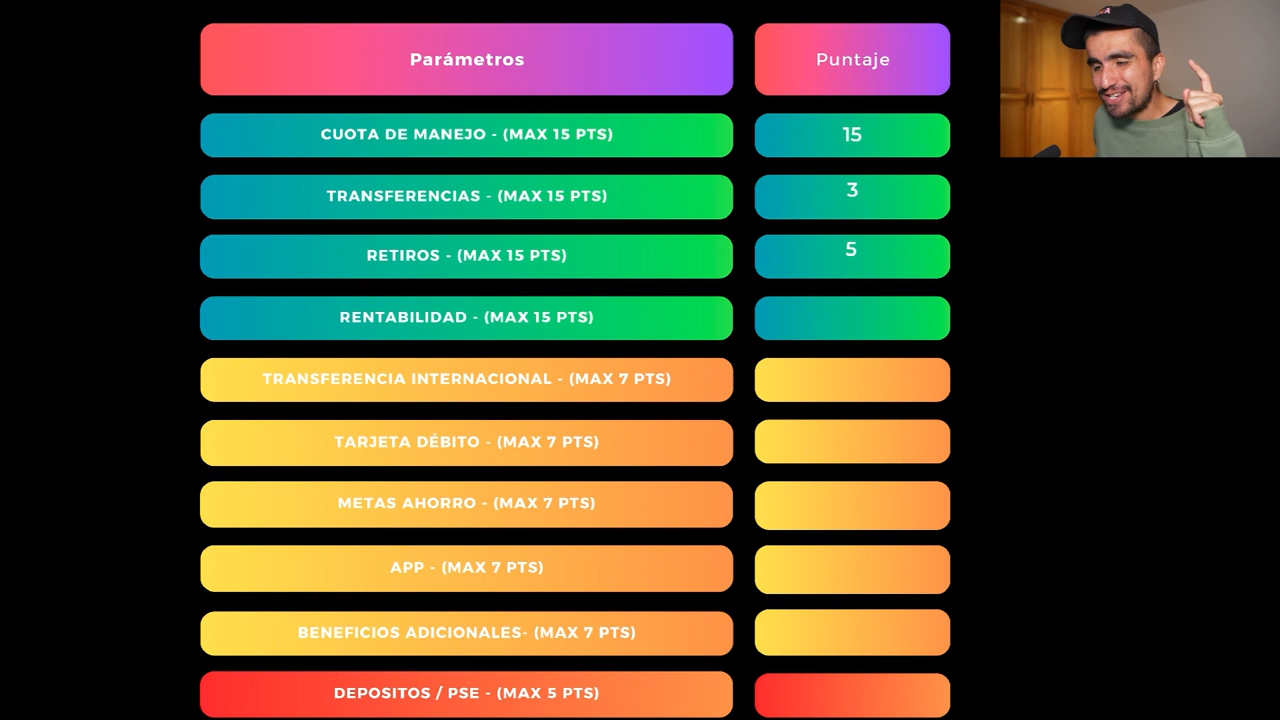 Parámetros
Puntaje
CUOTA DE MANEJO - (MAX 15 PTS)
15
TRANSFERENCIAS - (MAX 15 PTS)
3
RETIROS - (MAX 15 PTS)
5
RENTABILIDAD - (MAX 15 PTS)
TRANSFERENCIA INTERNACIONAL - (MAX 7 PTS)
TARJETA DÉBITO - (MAX 7 PTS)
METAS AHORRO - (MAX 7 PTS)
APP - (MAX 7 PTS)
BENEFICIOS ADICIONALES- (MAX 7 PTS)
DEPOSITOS / PSE - (MAX 5 PTS)